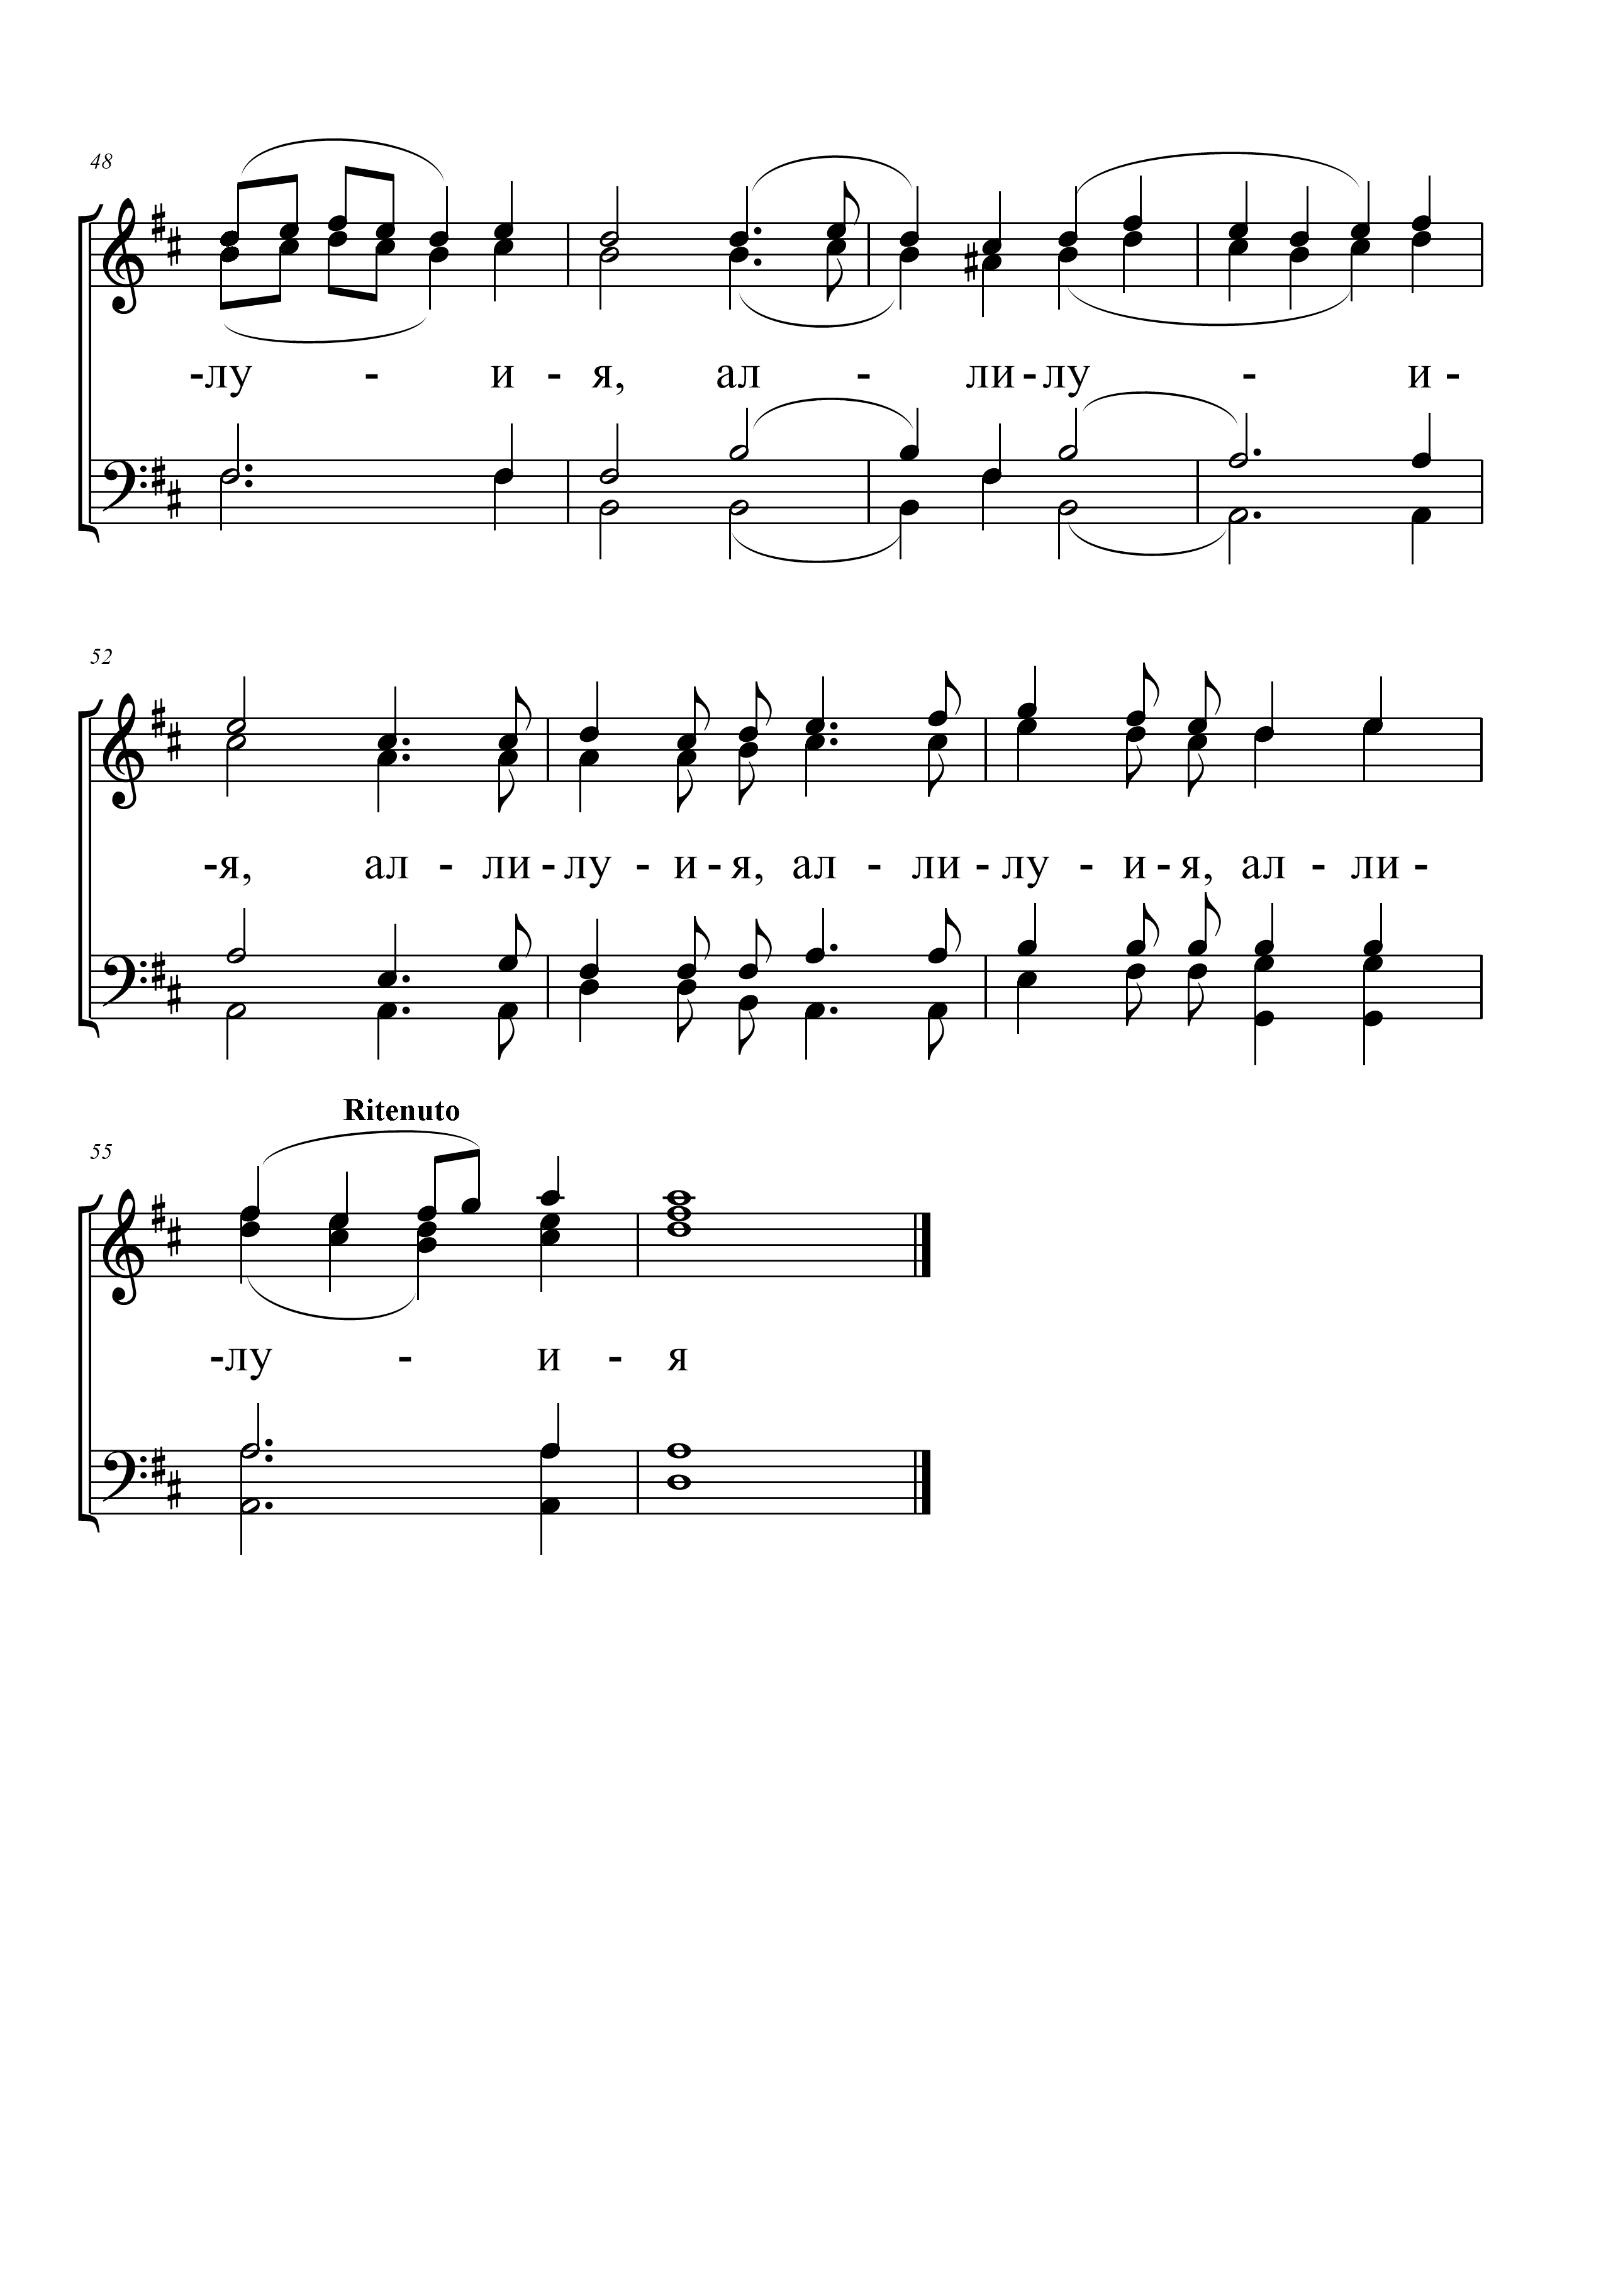 48
-лу - и - я, ал - ли - лу - и -
52
-я, ал - ли - лу - и - я, ал - ли - лу - и - я, ал - ли -
Ritenuto
55
-лу - и - я